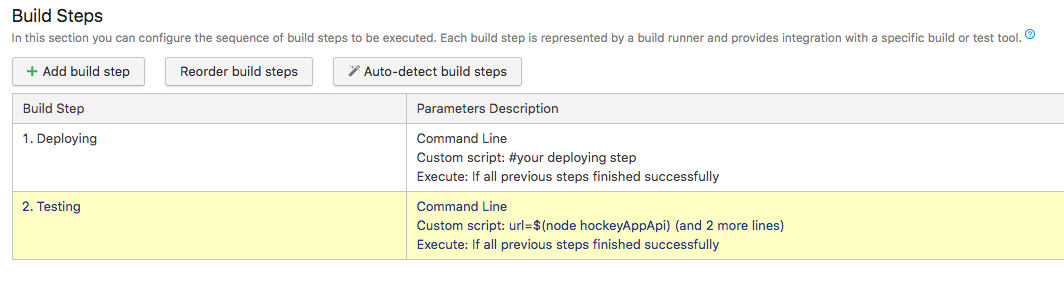 Build Steps
In this section you can configure the sequence of build steps to be executed. Each build step is represented by a build runner and provides integration with a specific build or test tool. ?
+ Add build step
Reorder build steps
Auto-detect build steps
Build Step
Parameters Description
1. Deploying
Command Line
Custom script: #your deploying step
Execute: If all previous steps finished successfully
2. Testing
Command Line
Custom script: url=$(node hockeyAppApi) (and 2 more lines)
Execute: If all previous steps finished successfully